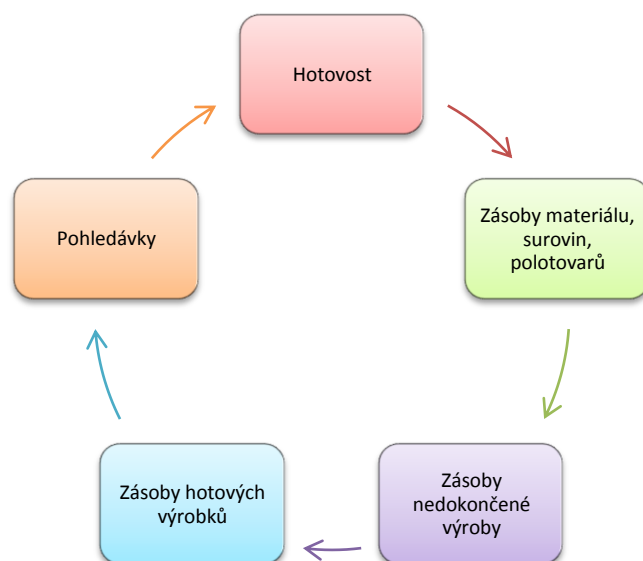 Hotovost
Zásoby materiálu,
surovin,
polotovarů
Zásoby
nedokončené
výroby
Zásoby hotových
výrobků
Pohledávky